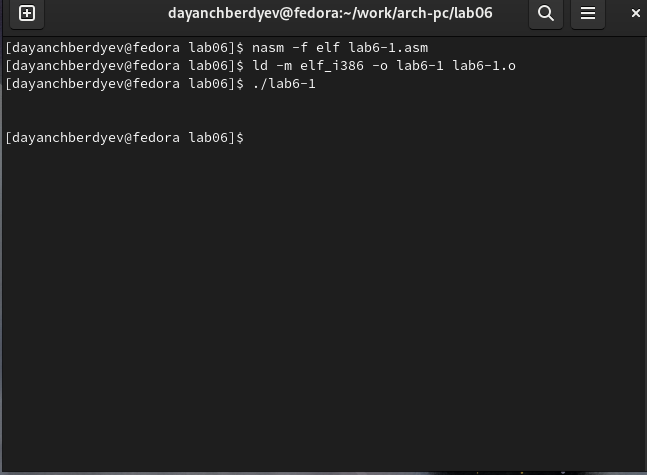 dayanchberdyev@fedora:~/work/arch-pc/lab06
[dayanchberdyev@fedora lab06]$ nasm -f elf lab6-1.asm
[dayanchberdyev@fedora lab06]$ ld -m elf_i386 -o lab6-1 lab6-1.o
[dayanchberdyev@fedora lab06]$ ./lab6-1
[dayanchberdyev@fedora lab06]$